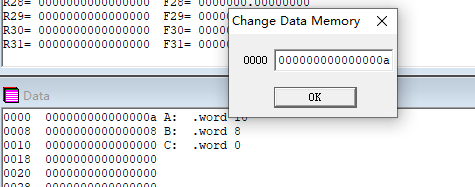 R28= 0000000000000000 F28= 0000000.00000000
R29= 0000000000000000 F29= 0000
R30= 0000000000000000 F30= 0000
R31= 0000000000000000 F31= 0000
Change Data Memory
0000 000000000000000a
OK
Data
0000 000000000000000a A: .word 10
0008 0000000000000008 B: .word 8
0010 0000000000000000 C: .word 0
0018 0000000000000000
0020 0000000000000000
0028 0000000000000000